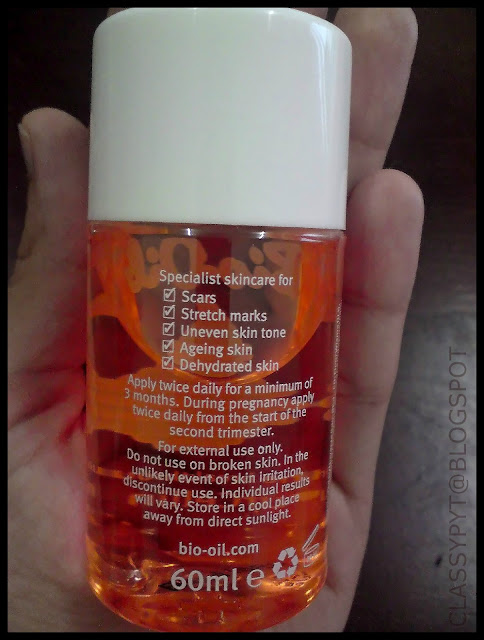 Specialist skincare for
☑ Scars
☑ Stretch marks
☑ Uneven skin tone
☑ Ageing skin
☑ Dehydrated skin
Apply twice daily for a minimum of
3 months. During pregnancy apply
twice daily from the start of the
second trimester.
For external use only.
Do not use on broken skin. In the
unlikely event of skin irritation,
discontinue use. Individual results
will vary. Store in a cool place
away from direct sunlight.
bio-oil.com
60ml e
CLASSYPYT@BLOGSPOT